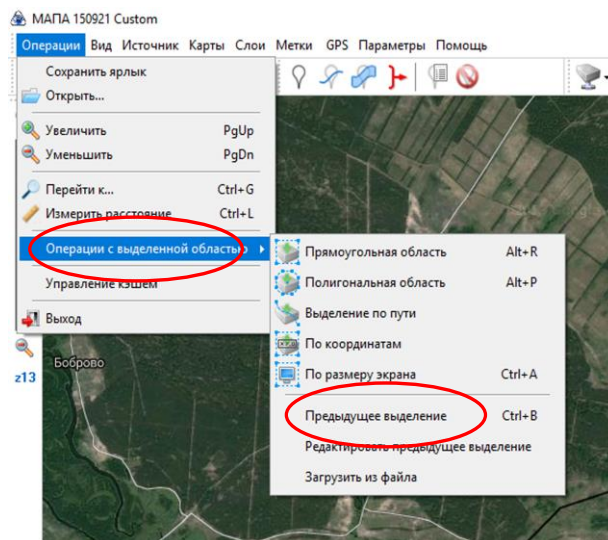 МАПА 150921 Custom
Операции Вид Источник Карты Слои Метки GPS Параметры Помощь
Сохранить ярлык
Открыть...
Увеличить PgUp
Уменьшить PgDn
Перейти к... Ctrl+G
Измерить расстояние Ctrl+L
Операции с выделенной областью
Управление кэшем
Выход
Прямоугольная область Alt+R
Полигональная область Alt+P
Выделение по пути
По координатам
По размеру экрана Ctrl+A
Предыдущее выделение Ctrl+B
Редактировать предыдущее выделение
Загрузить из файла
z13
Боброво